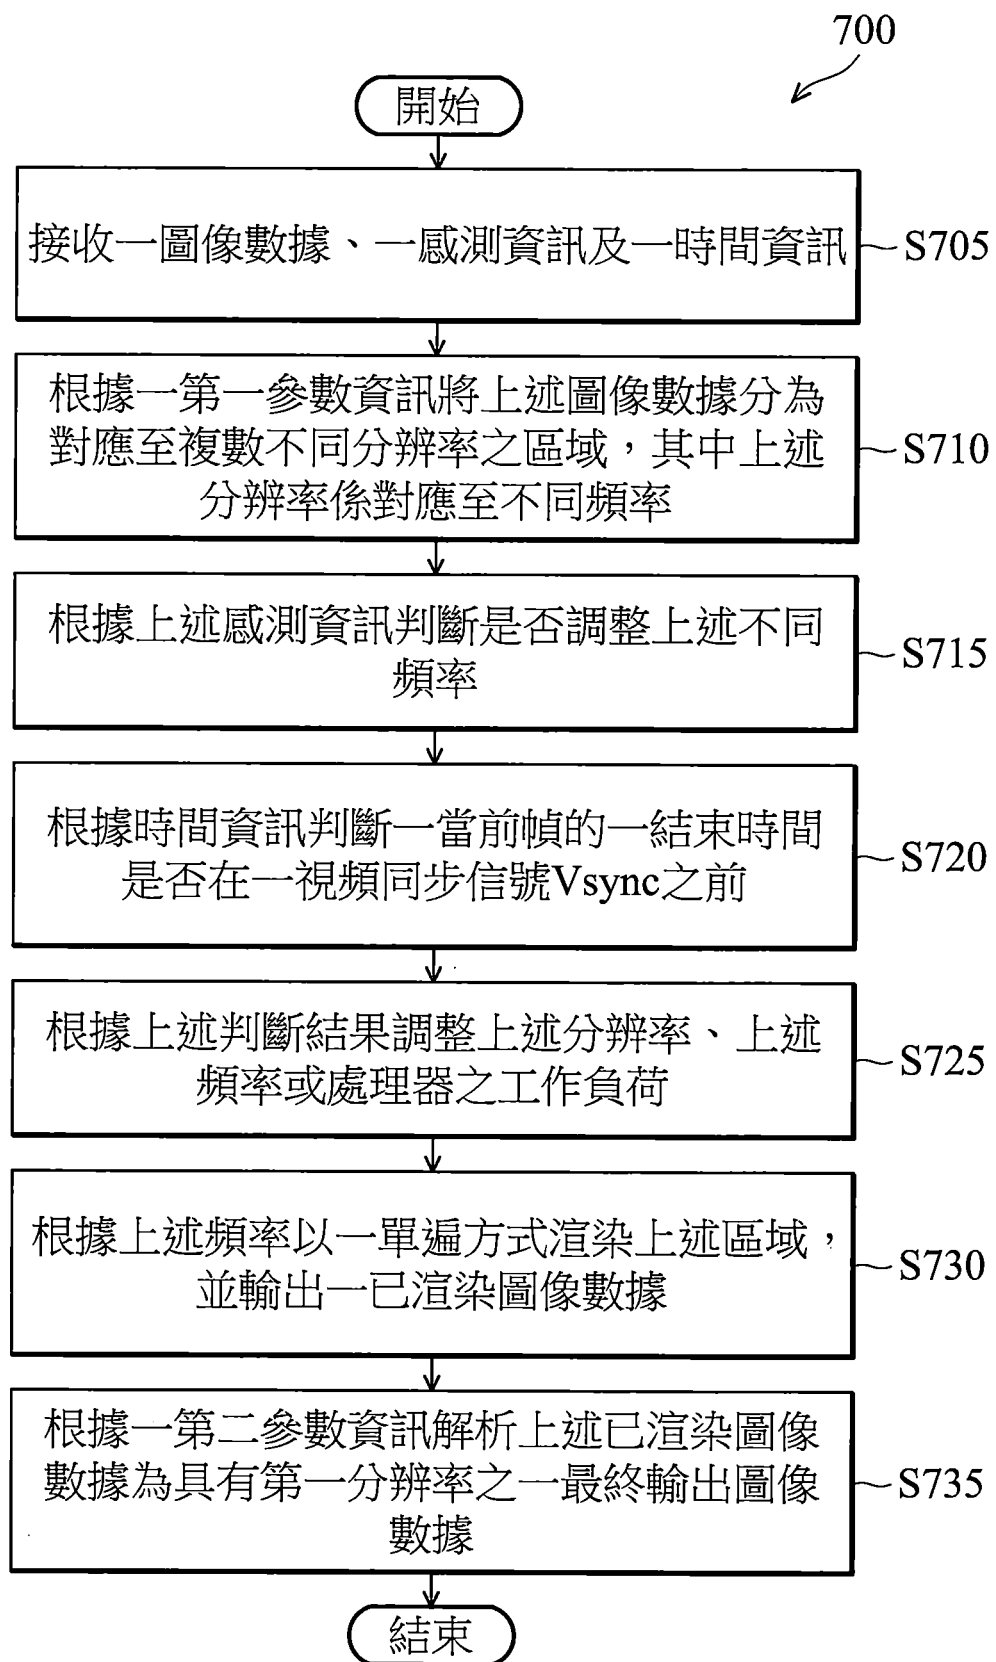 700
開始
接收一圖像數據、一感測資訊及一時間資訊
S705
根據一第一參數資訊將上述圖像數據分為
對應至複數不同分辨率之區域,其中上述
分辨率係對應至不同頻率
S710
根據上述感測資訊判斷是否調整上述不同
頻率
S715
根據時間資訊判斷一當前幀的一結束時間
是否在一視頻同步信號Vsync之前
S720
根據上述判斷結果調整上述分辨率、上述
頻率或處理器之工作負荷
S725
根據上述頻率以一單遍方式渲染上述區域,
並輸出一已渲染圖像數據
S730
根據一第二參數資訊解析上述已渲染圖像
數據為具有第一分辨率之一最終輸出圖像
數據
S735
結束